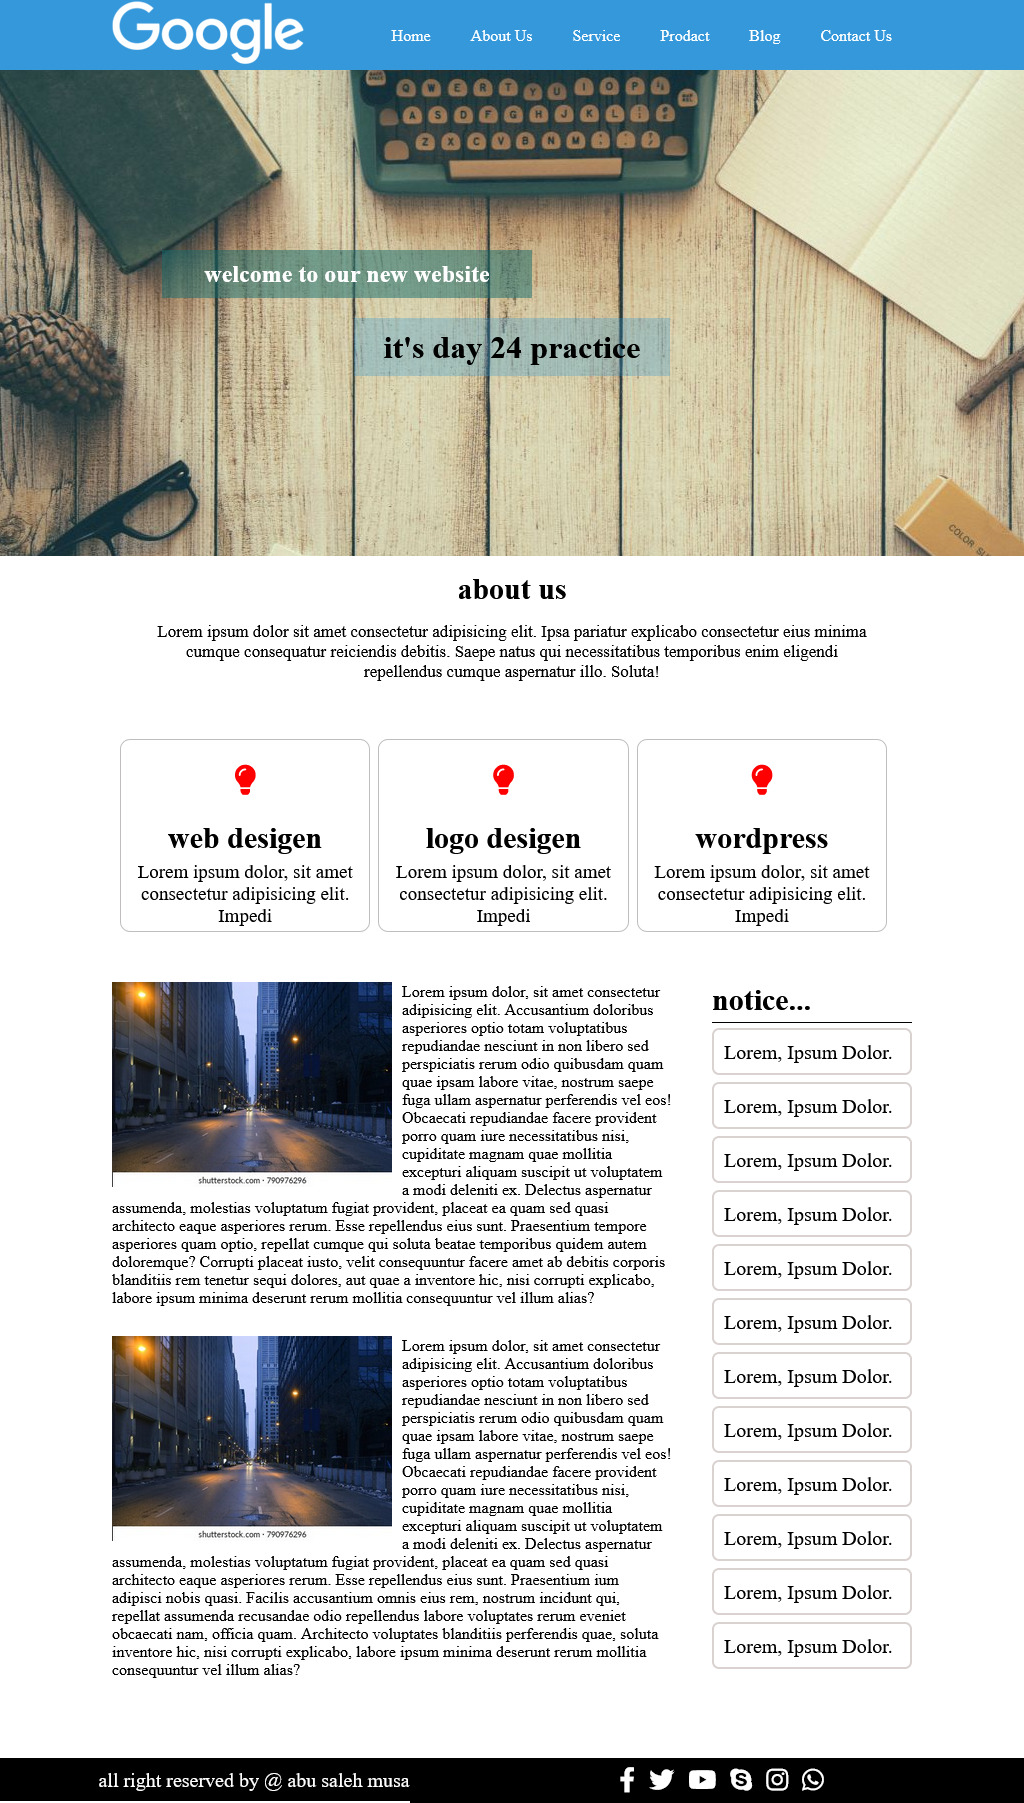 Google
Home About Us Service Prodact Blog Contact Us
Q W E R T Y U I O P
Z X C V B N M
welcome to our new website
it's day 24 practice
about us
Lorem ipsum dolor sit amet consectetur adipisicing elit. Ipsa pariatur explicabo consectetur eius minima
cumque consequatur reiciendis debitis. Saepe natus qui necessitatibus temporibus enim eligendi
repellendus cumque aspernatur illo. Soluta!
web desigen
Lorem ipsum dolor, sit amet
consectetur adipisicing elit.
Impedi
logo desigen
Lorem ipsum dolor, sit amet
consectetur adipisicing elit.
Impedi
wordpress
Lorem ipsum dolor, sit amet
consectetur adipisicing elit.
Impedi
shutterstock.com · 790976296
Lorem ipsum dolor, sit amet consectetur
adipisicing elit. Accusantium doloribus
asperiores optio totam voluptatibus
repudiandae nesciunt in non libero sed
perspiciatis rerum odio quibusdam quam
quae ipsam labore vitae, nostrum saepe
fuga ullam aspernatur perferendis vel eos!
Obcaecati repudiandae facere provident
porro quam iure necessitatibus nisi,
cupiditate magnam quae mollitia
excepturi aliquam suscipit ut voluptatem
a modi deleniti ex. Delectus aspernatur
assumenda, molestias voluptatum fugiat provident, placeat ea quam sed quasi
architecto eaque asperiores rerum. Esse repellendus eius sunt. Praesentium tempore
asperiores quam optio, repellat cumque qui soluta beatae temporibus quidem autem
doloremque? Corrupti placeat iusto, velit consequuntur facere amet ab debitis corporis
blanditiis rem tenetur sequi dolores, aut quae a inventore hic, nisi corrupti explicabo,
labore ipsum minima deserunt rerum mollitia consequuntur vel illum alias?
shutterstock.com · 790976296
Lorem ipsum dolor, sit amet consectetur
adipisicing elit. Accusantium doloribus
asperiores optio totam voluptatibus
repudiandae nesciunt in non libero sed
perspiciatis rerum odio quibusdam quam
quae ipsam labore vitae, nostrum saepe
fuga ullam aspernatur perferendis vel eos!
Obcaecati repudiandae facere provident
porro quam iure necessitatibus nisi,
cupiditate magnam quae mollitia
excepturi aliquam suscipit ut voluptatem
a modi deleniti ex. Delectus aspernatur
assumenda, molestias voluptatum fugiat provident, placeat ea quam sed quasi
architecto eaque asperiores rerum. Esse repellendus eius sunt. Praesentium ium
adipisci nobis quasi. Facilis accusantium omnis eius rem, nostrum incidunt qui,
repellat assumenda recusandae odio repellendus labore voluptates rerum eveniet
obcaecati nam, officia quam. Architecto voluptates blanditiis perferendis quae, soluta
inventore hic, nisi corrupti explicabo, labore ipsum minima deserunt rerum mollitia
consequuntur vel illum alias?
notice...
Lorem, Ipsum Dolor.
Lorem, Ipsum Dolor.
Lorem, Ipsum Dolor.
Lorem, Ipsum Dolor.
Lorem, Ipsum Dolor.
Lorem, Ipsum Dolor.
Lorem, Ipsum Dolor.
Lorem, Ipsum Dolor.
Lorem, Ipsum Dolor.
Lorem, Ipsum Dolor.
Lorem, Ipsum Dolor.
Lorem, Ipsum Dolor.
all right reserved by @ abu saleh musa